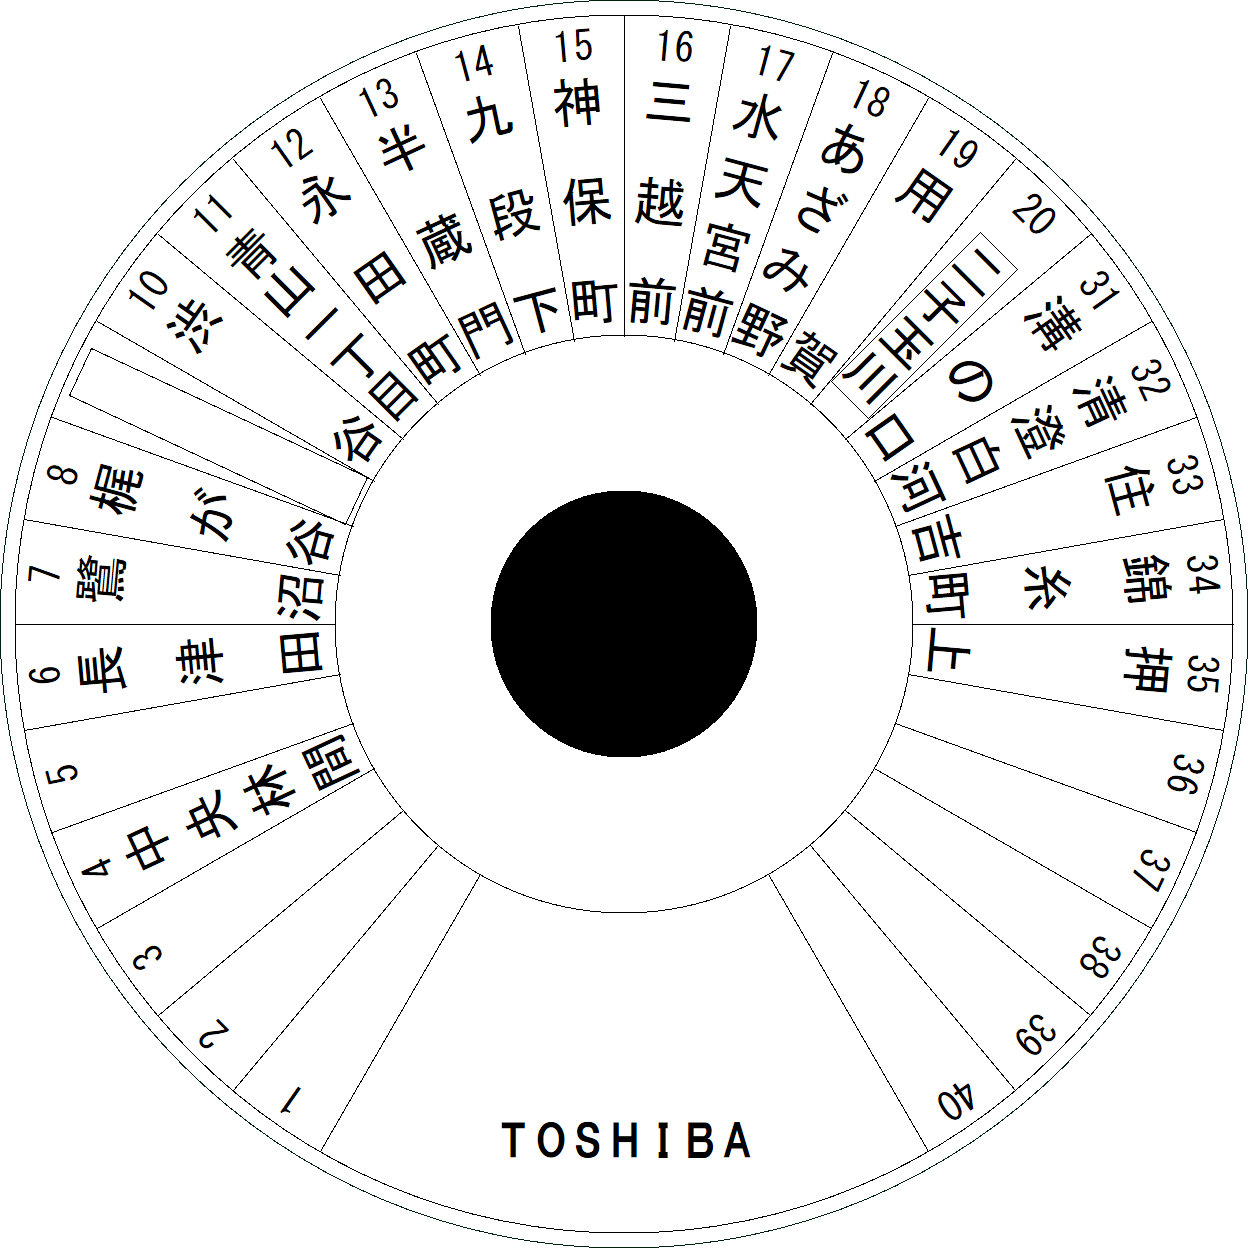 1
2
3
4 中央林間
5
6 長津田
7 鷺沼
8 梶が谷
10 渋谷
11 青山一丁目
12 永田町
13 半蔵門
14 九段下
15 神保町
16 三越前
17 水天宮前
18 あざみ野
19 用賀
20 二子玉川
31 溝の口
32 清澄白河
33 住吉
34 錦糸町
35 押上
36
37
38
39
40
TOSHIBA